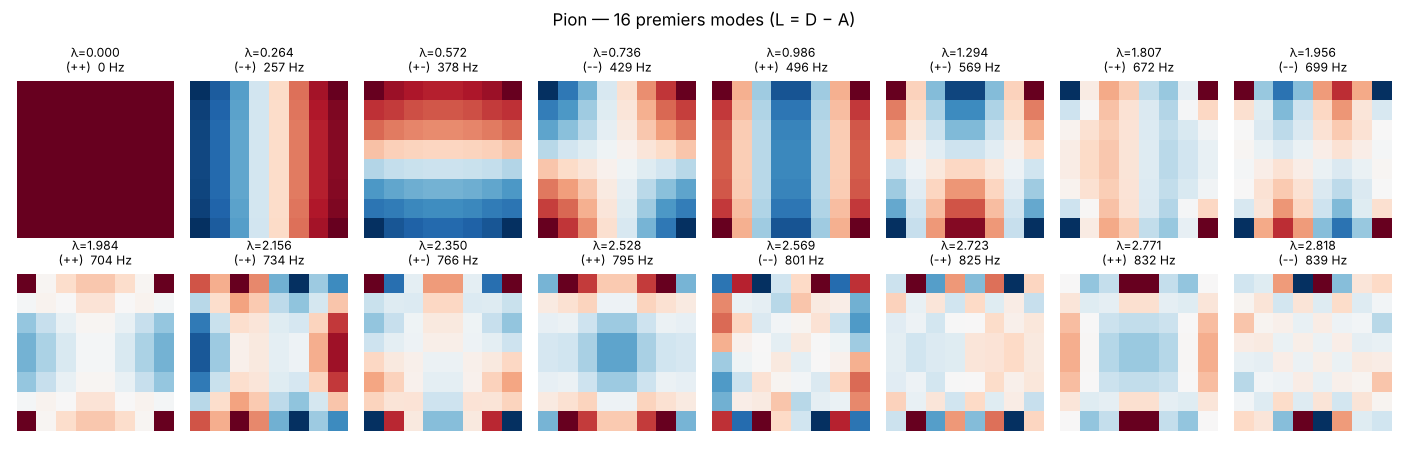 Pion — 16 premiers modes (L = D − A)
λ=0.000 λ=0.264 λ=0.572 λ=0.736 λ=0.986 λ=1.294 λ=1.807 λ=1.956
(++) 0 Hz (-+) 257 Hz (+-) 378 Hz (--) 429 Hz (++) 496 Hz (+-) 569 Hz (-+) 672 Hz (--) 699 Hz
λ=1.984 λ=2.156 λ=2.350 λ=2.528 λ=2.569 λ=2.723 λ=2.771 λ=2.818
(++) 704 Hz (-+) 734 Hz (+-) 766 Hz (++) 795 Hz (--) 801 Hz (-+) 825 Hz (++) 832 Hz (--) 839 Hz